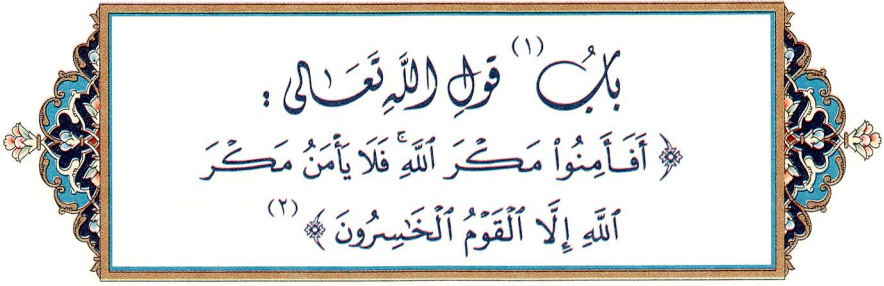 بَابُ (١) قَوْلِ اللَّهِ تَعَالَى :
﴿ أَفَأَمِنُوا۟ مَكْرَ ٱللَّهِ ۚ فَلَا يَأْمَنُ مَكْرَ
ٱللَّهِ إِلَّا ٱلْقَوْمُ ٱلْخَٰسِرُونَ ﴾ (٢)